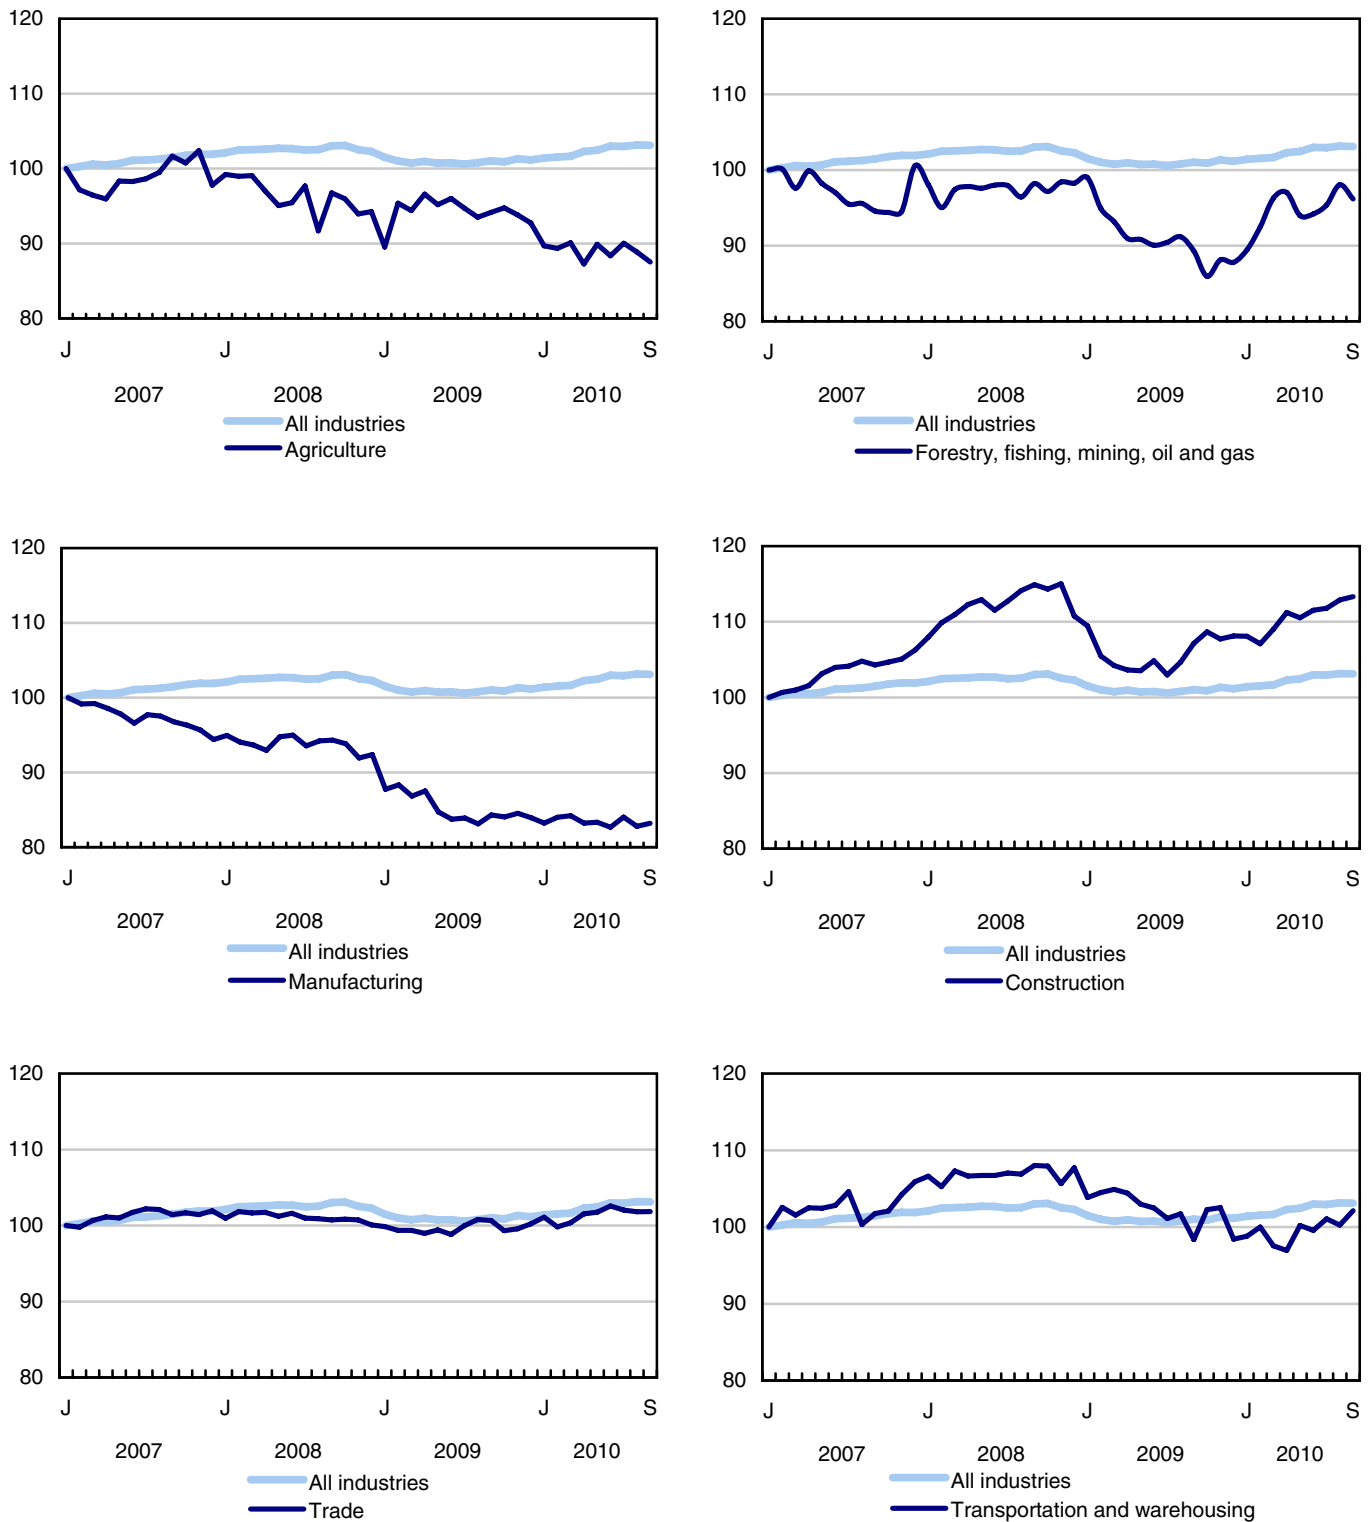 120
110
100
90
80
J J J J S
2007 2008 2009 2010
All industries
Agriculture
120
110
100
90
80
J J J J S
2007 2008 2009 2010
All industries
Forestry, fishing, mining, oil and gas
120
110
100
90
80
J J J J S
2007 2008 2009 2010
All industries
Manufacturing
120
110
100
90
80
J J J J S
2007 2008 2009 2010
All industries
Construction
120
110
100
90
80
J J J J S
2007 2008 2009 2010
All industries
Trade
120
110
100
90
80
J J J J S
2007 2008 2009 2010
All industries
Transportation and warehousing